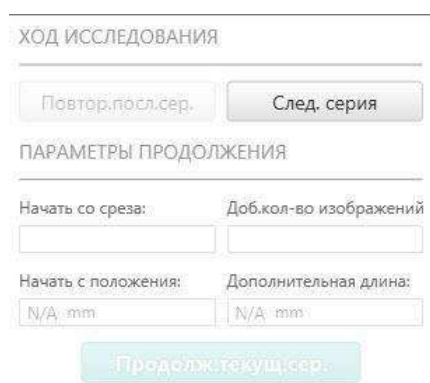 ХОД ИССЛЕДОВАНИЯ
Повтор.посл.сер. След. серия
ПАРАМЕТРЫ ПРОДОЛЖЕНИЯ
Начать со среза: Доб.кол-во изображений
Начать с положения: Дополнительная длина:
N/A mm N/A mm
Продолж.текущ.сер.